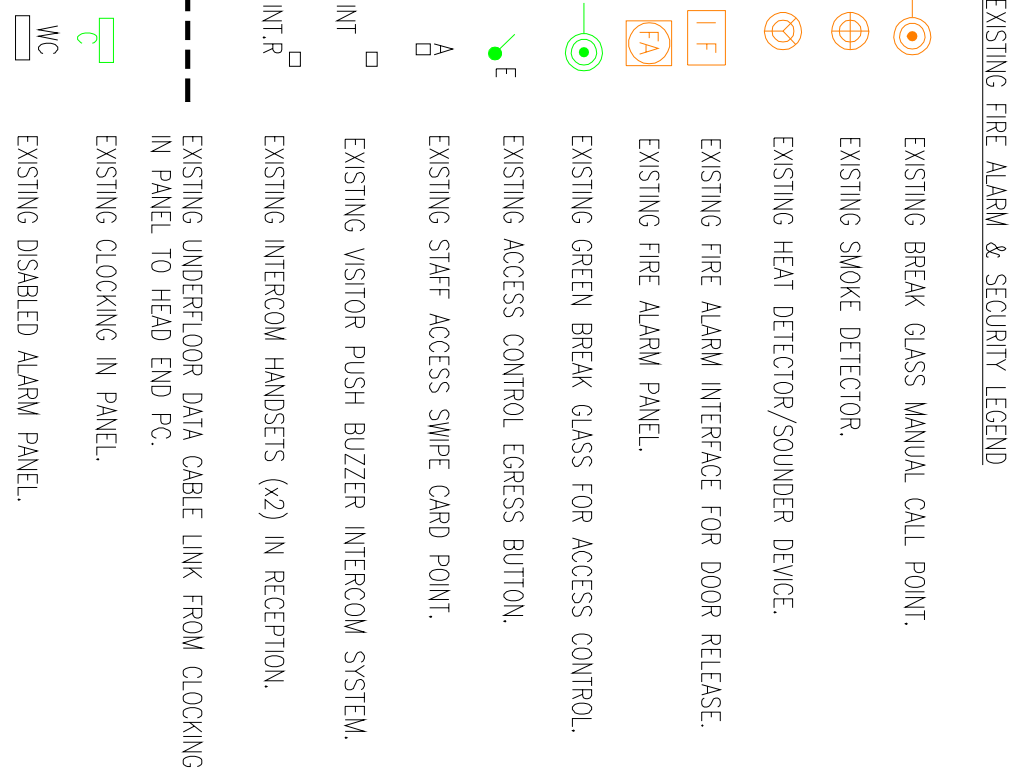 EXISTING FIRE ALARM & SECURITY LEGEND
EXISTING BREAK GLASS MANUAL CALL POINT.
EXISTING SMOKE DETECTOR.
EXISTING HEAT DETECTOR/SOUNDER DEVICE.
I F
EXISTING FIRE ALARM INTERFACE FOR DOOR RELEASE.
FA
EXISTING FIRE ALARM PANEL.
EXISTING GREEN BREAK GLASS FOR ACCESS CONTROL.
E
EXISTING ACCESS CONTROL EGRESS BUTTON.
A
EXISTING STAFF ACCESS SWIPE CARD POINT.
INT
EXISTING VISITOR PUSH BUZZER INTERCOM SYSTEM.
INT.R
EXISTING INTERCOM HANDSETS (x2) IN RECEPTION.
EXISTING UNDERFLOOR DATA CABLE LINK FROM CLOCKING
IN PANEL TO HEAD END PC.
C
EXISTING CLOCKING IN PANEL.
WC
EXISTING DISABLED ALARM PANEL.